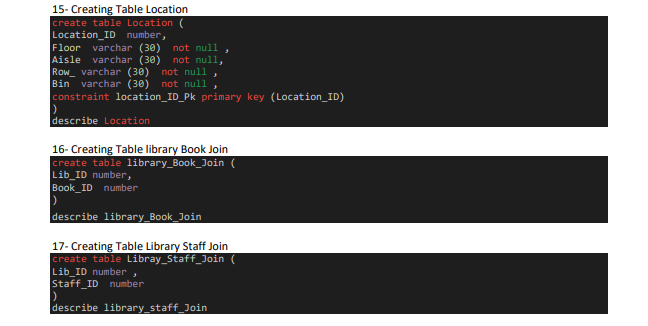 15- Creating Table Location
create table Location (
Location_ID  number,
Floor  varchar (30)  not null ,
Aisle  varchar (30)  not null,
Row_ varchar (30)  not null ,
Bin  varchar (30)  not null ,
constraint location_ID_Pk primary key (Location_ID)
)
describe Location
16- Creating Table library Book Join
create table library_Book_Join (
Lib_ID number,
Book_ID  number
)
describe library_Book_Join
17- Creating Table Library Staff Join
create table Libray_Staff_Join (
Lib_ID number ,
Staff_ID  number
)
describe library_staff_Join